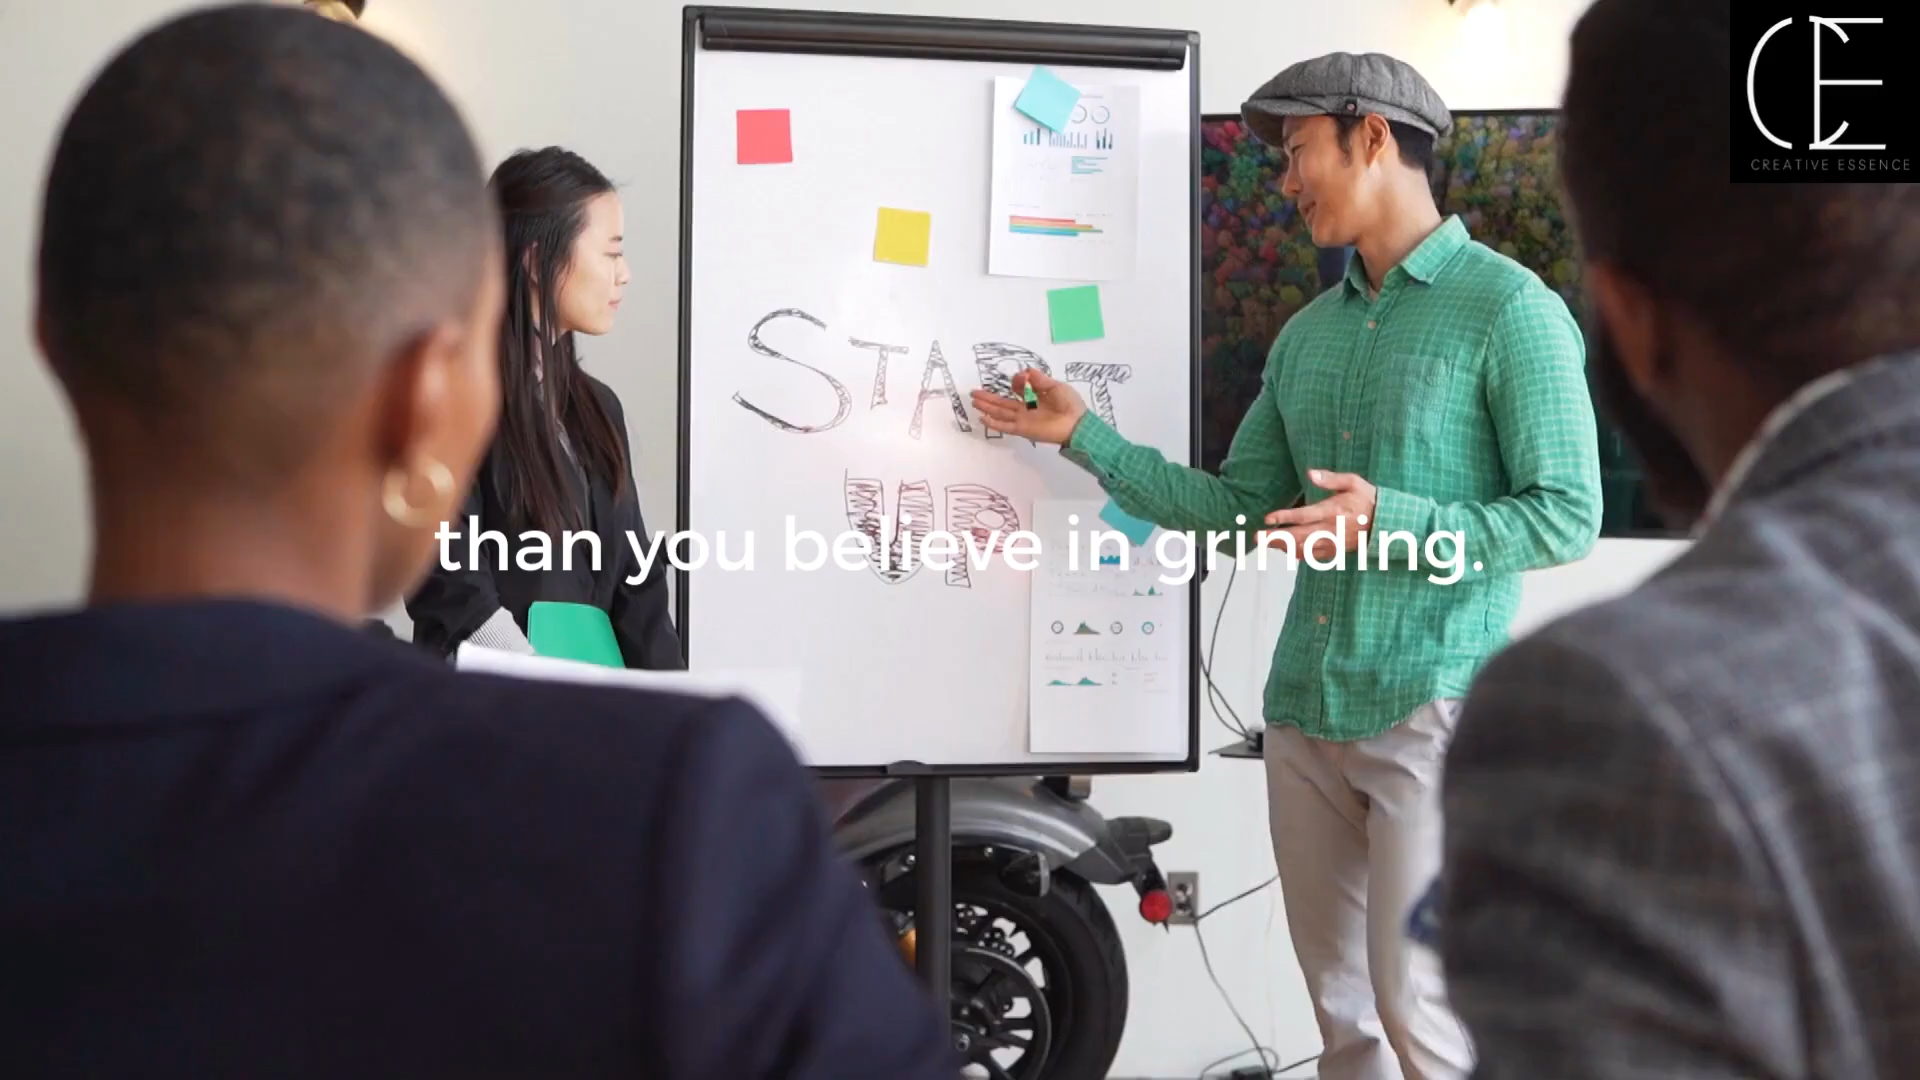 CE
CREATIVE ESSENCE
START
UP
than you believe in grinding.